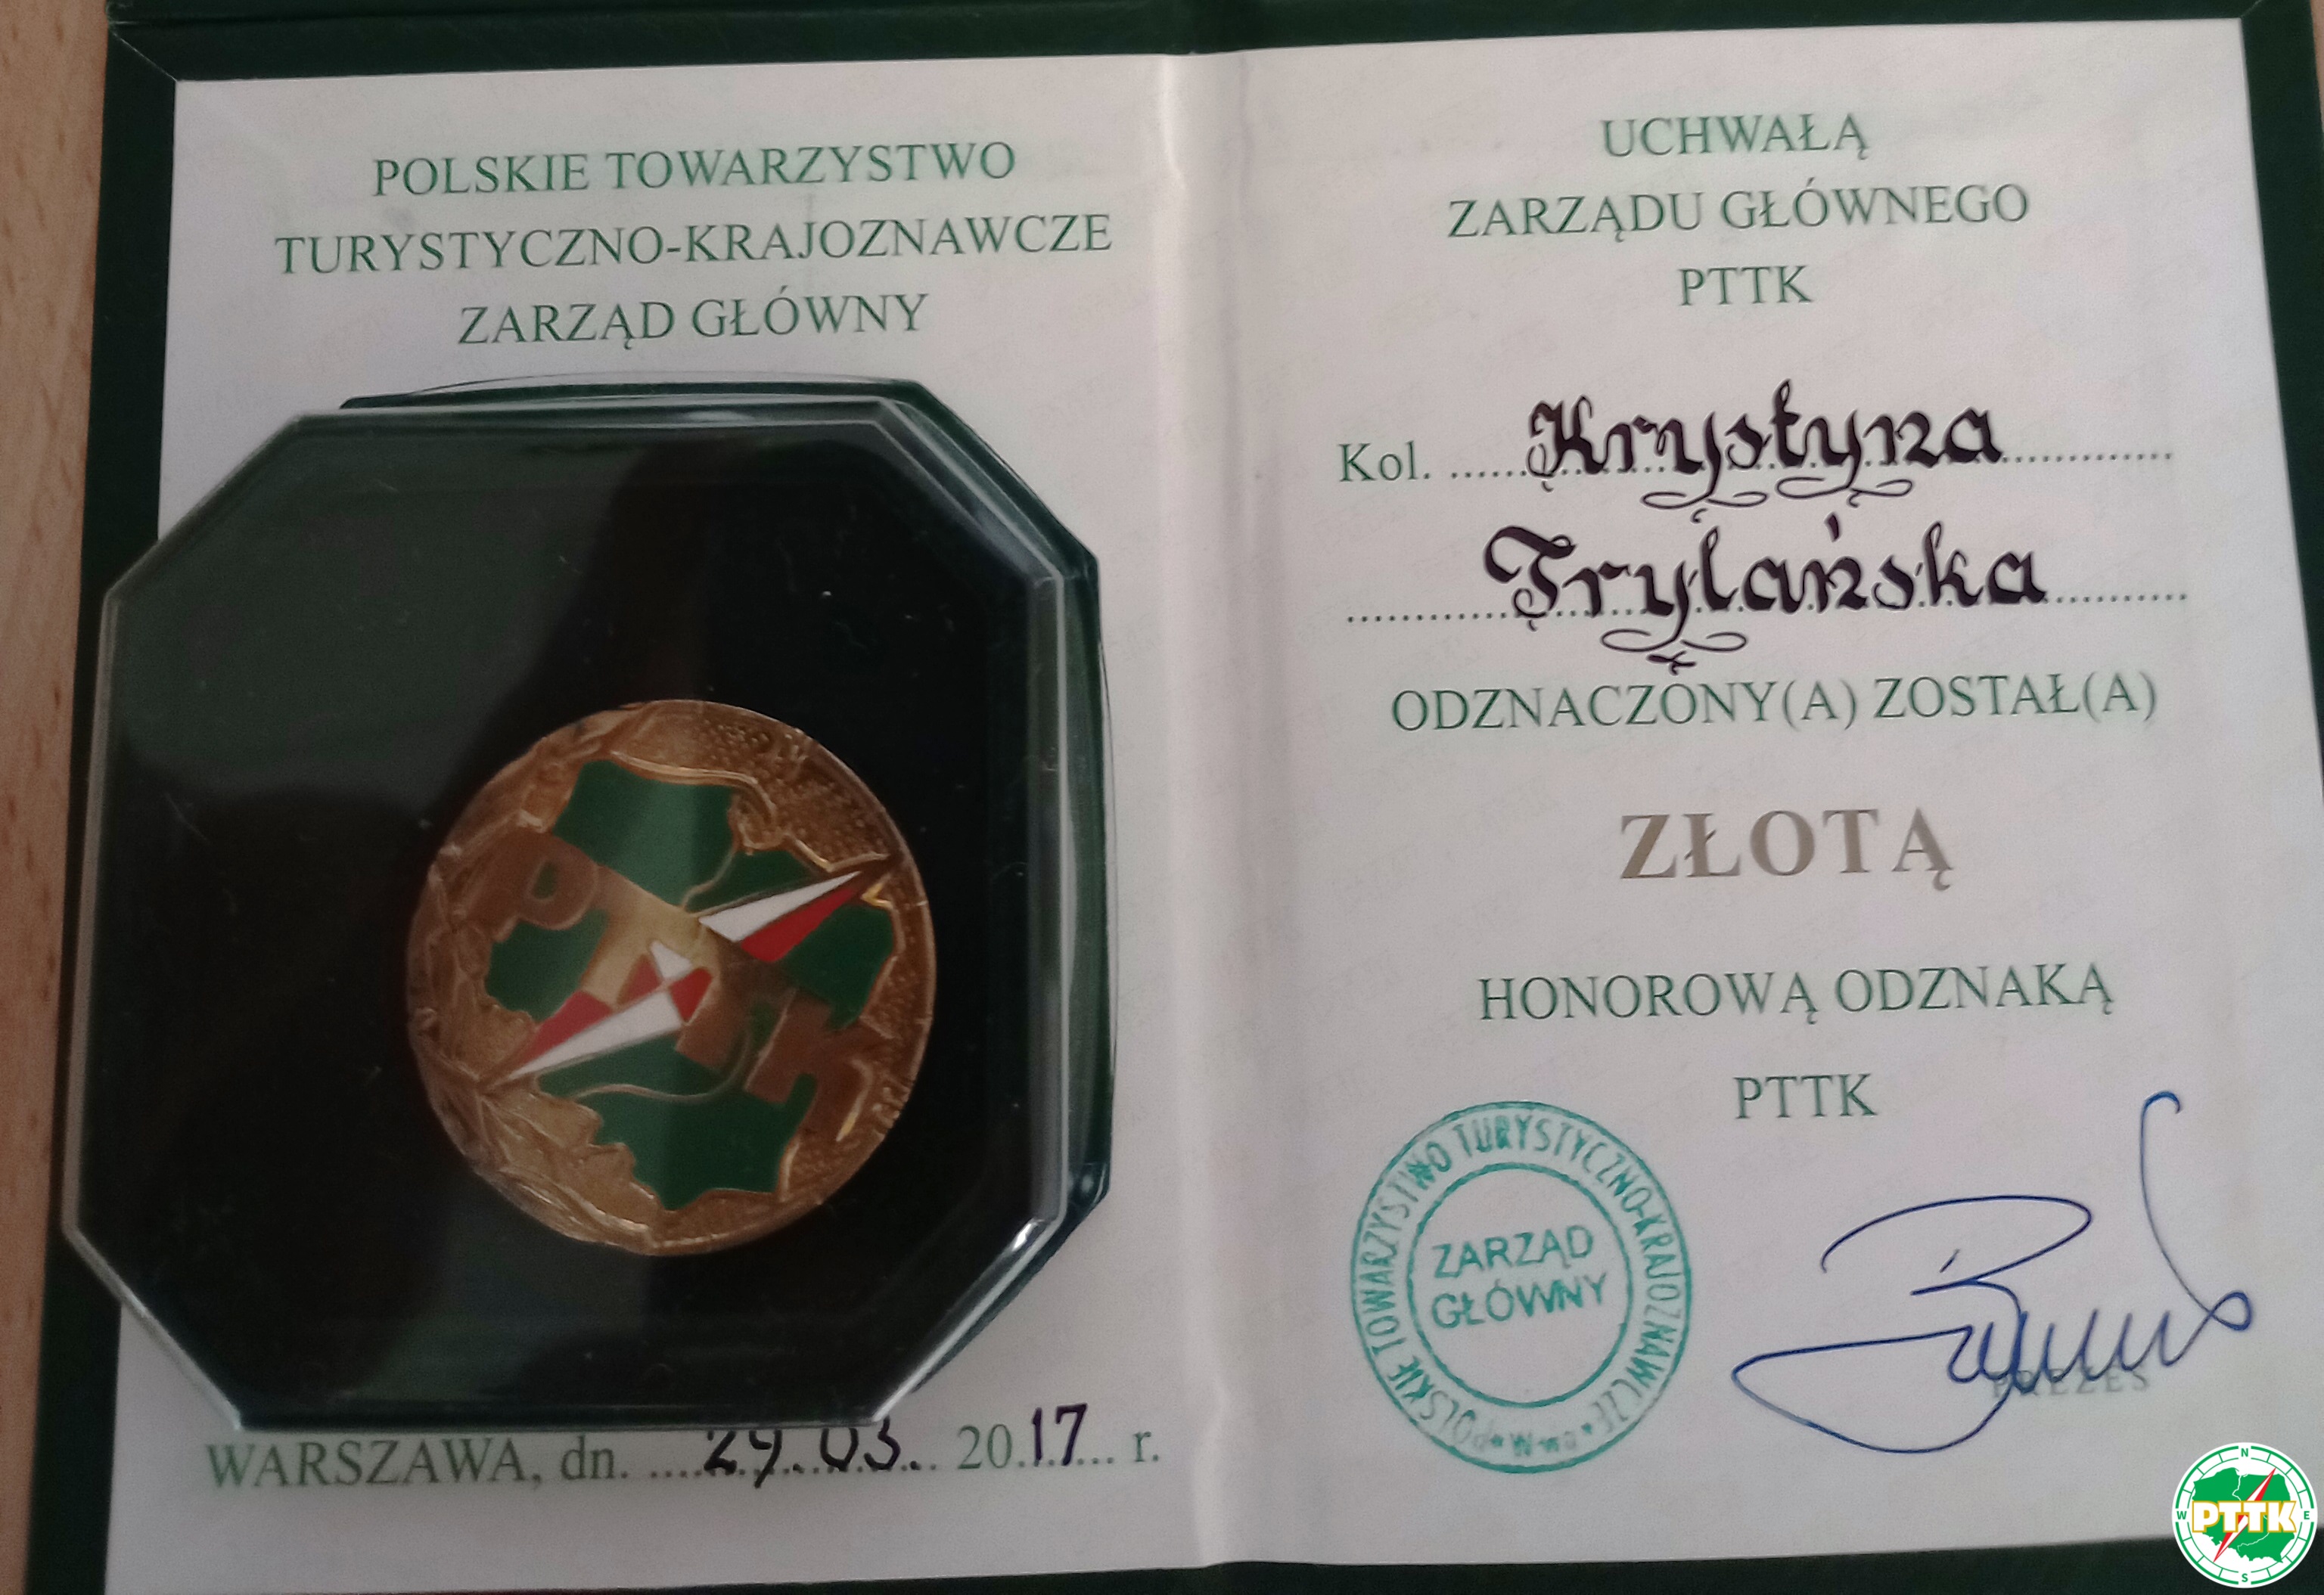 POLSKIE TOWARZYSTWO
TURYSTYCZNO-KRAJOZNAWCZE
ZARZĄD GŁÓWNY
WARSZAWA, dn. ....29.03... 20.17... r.
UCHWAŁĄ
ZARZĄDU GŁÓWNEGO
PTTK
Kol. Krystyna
Trylańska
ODZNACZONY(A) ZOSTAŁ(A)
ZŁOTĄ
HONOROWĄ ODZNAKĄ
PTTK
POLSKIE TOWARZYSTWO TURYSTYCZNO-KRAJOZNAWCZE
ZARZĄD
GŁÓWNY
PREZES
PTTK
N
W
E
S
PTTK